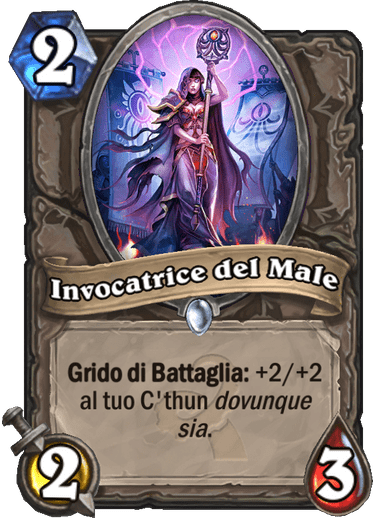 2
Invocatrice del Male
Grido di Battaglia: +2/+2
al tuo C'thun dovunque
sia.
2
3